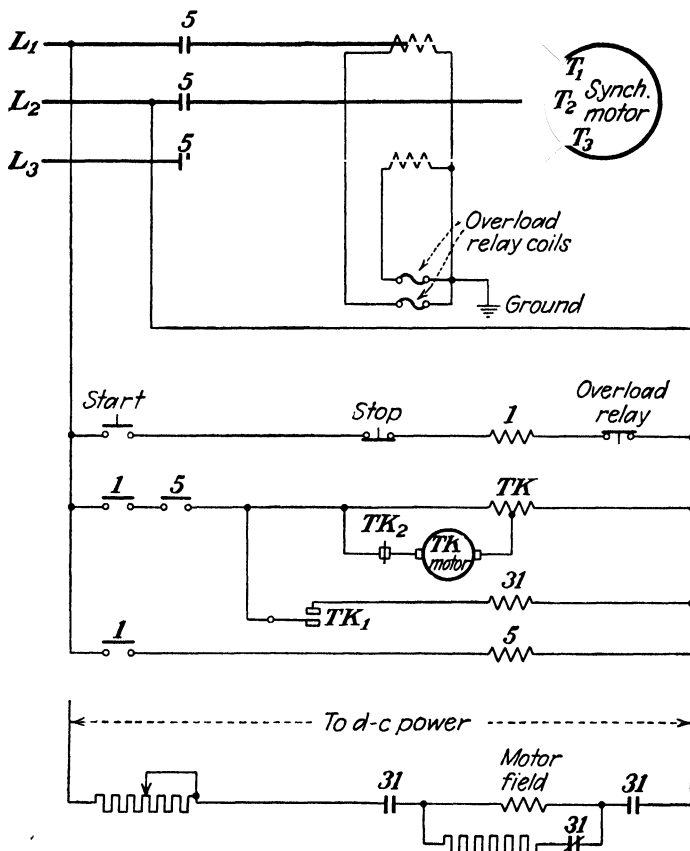 5
L1
5
L2
T1
T2
Synch.
motor
T3
5
L3
Overload
relay coils
Ground
Start
Stop
1
Overload
relay
1
5
TK
TK2
TK
motor
31
TK1
1
5
To d-c power
31
Motor
field
31
31